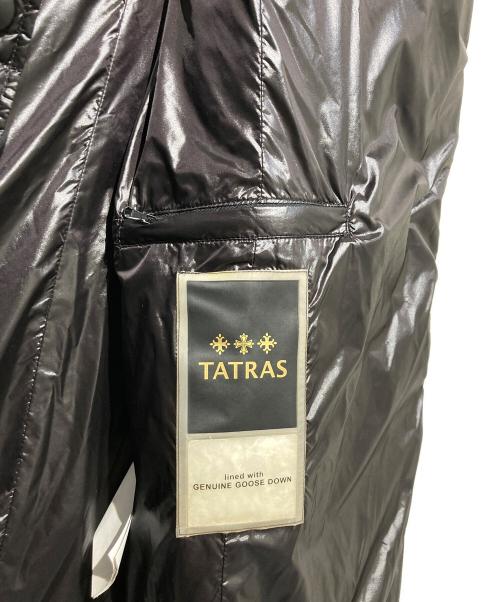 TATRAS
lined with
GENUINE GOOSE DOWN